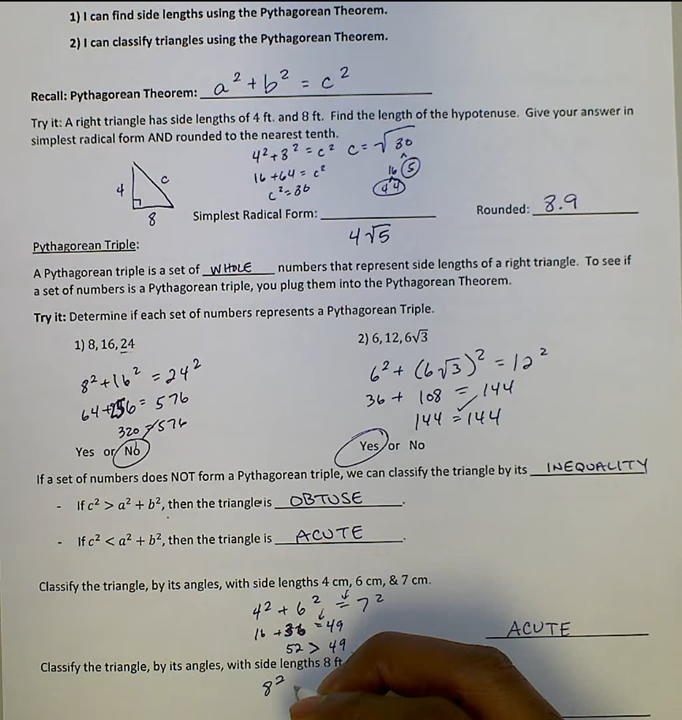 1) I can find side lengths using the Pythagorean Theorem.
2) I can classify triangles using the Pythagorean Theorem.
Recall: Pythagorean Theorem: a² + b² = c²
Try it: A right triangle has side lengths of 4 ft. and 8 ft. Find the length of the hypotenuse. Give your answer in
simplest radical form AND rounded to the nearest tenth.
4² + 8² = c² c = √80
16 + 64 = c² 16 5
c² = 80 4 4
4 c
8
Simplest Radical Form: Rounded: 8.9
4√5
Pythagorean Triple:
A Pythagorean triple is a set of WHOLE numbers that represent side lengths of a right triangle. To see if
a set of numbers is a Pythagorean triple, you plug them into the Pythagorean Theorem.
Try it: Determine if each set of numbers represents a Pythagorean Triple.
1) 8, 16, 24 2) 6, 12, 6√3
8² + 16² = 24² 6² + (6√3)² = 12²
64 + 256 = 576 36 + 108 = 144
320 ≠ 576 144 = 144
Yes or No Yes or No
If a set of numbers does NOT form a Pythagorean triple, we can classify the triangle by its INEQUALITY
- If c² > a² + b², then the triangle is OBTUSE.
- If c² < a² + b², then the triangle is ACUTE.
Classify the triangle, by its angles, with side lengths 4 cm, 6 cm, & 7 cm.
4² + 6² = 7²
16 + 36 = 49
52 > 49
ACUTE
Classify the triangle, by its angles, with side lengths 8 ft
8²